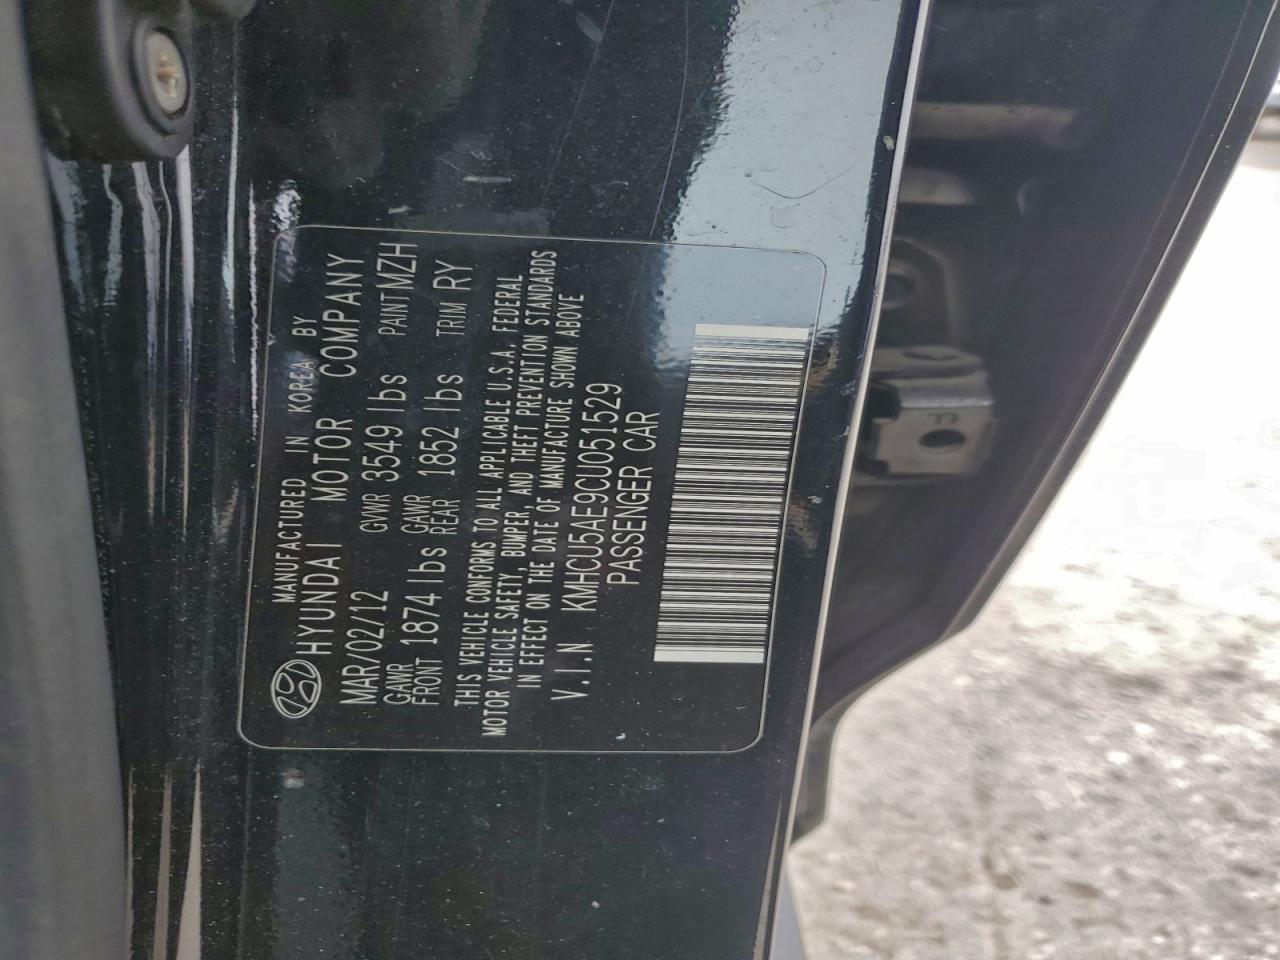 MANUFACTURED IN KOREA BY
HYUNDAI MOTOR COMPANY
MAR/02/12 GVWR 3549 lbs PAINT MZH
GAWR FRONT 1874 lbs GAWR REAR 1852 lbs TRIM RY
THIS VEHICLE CONFORMS TO ALL APPLICABLE U.S.A. FEDERAL
MOTOR VEHICLE SAFETY, BUMPER, AND THEFT PREVENTION STANDARDS
IN EFFECT ON THE DATE OF MANUFACTURE SHOWN ABOVE
V.I.N KMHCU5AE9CU051529
PASSENGER CAR